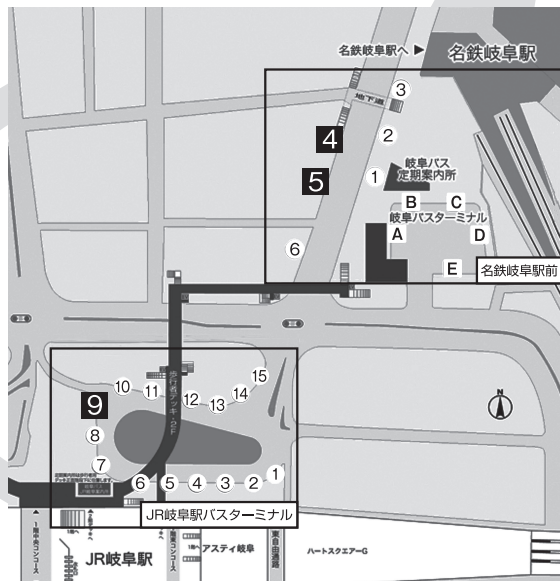 名鉄岐阜駅へ ▶
名鉄岐阜駅
3
地下道
4
2
5
1
岐阜バス
定期案内所
B
C
岐阜バスターミナル
A
D
6
E
名鉄岐阜駅前
歩行者デッキ・2F
N
10
11
12
13
14
15
9
8
7
6
5
4
3
2
1
JR岐阜駅バスターミナル
JR岐阜駅
アスティ岐阜
東自由通路
ハートスクエアーG